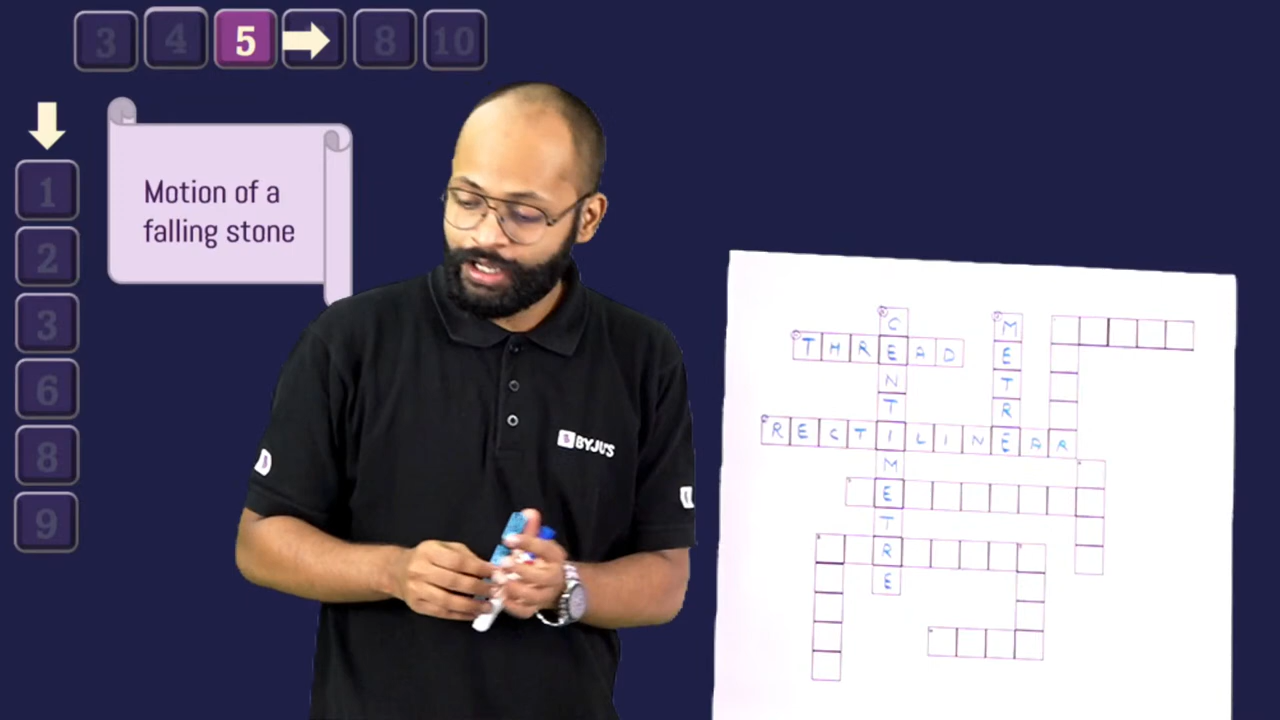 3 4 5 8 10
1
2
3
6
8
9
Motion of a
falling stone
BYJU'S
THREAD
CENTIMETRE
METRE
RECTILINEAR